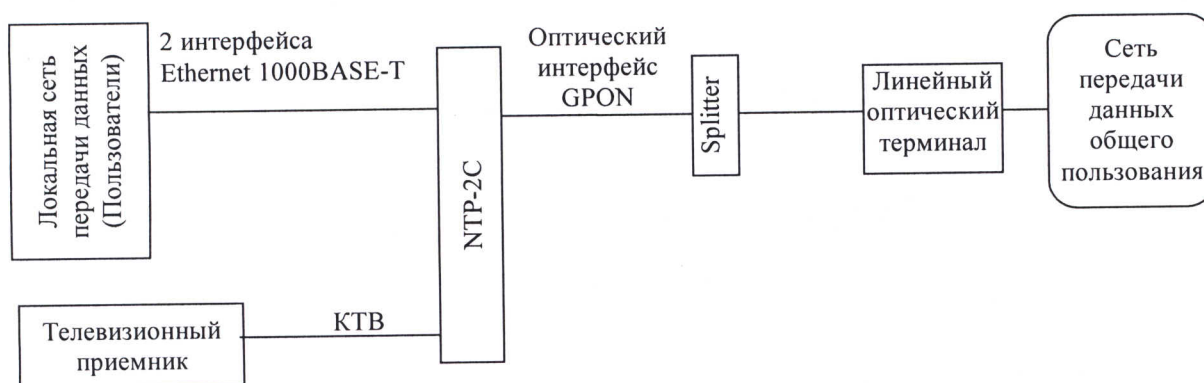 Локальная сеть
передачи данных
(Пользователи)
2 интерфейса
Ethernet 1000BASE-T
NTP-2C
Оптический
интерфейс
GPON
Splitter
Линейный
оптический
терминал
Сеть
передачи
данных
общего
пользования
Телевизионный
приемник
КТВ